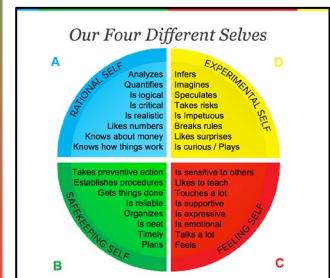 Our Four Different Selves
A
D
RATIONAL SELF
Analyzes
Quantifies
Is logical
Is critical
Is realistic
Likes numbers
Knows about money
Knows how things work
EXPERIMENTAL SELF
Infers
Imagines
Speculates
Takes risks
Is Impetuous
Breaks rules
Likes surprises
Is curious / Plays
SAFEKEEPING SELF
Takes preventive action
Establishes procedures
Gets things done
Is reliable
Organizes
Is neat
Timely
Plans
FEELING SELF
Is sensitive to others
Likes to teach
Touches a lot
Is supportive
Is expressive
Is emotional
Talks a lot
Feels
B
C